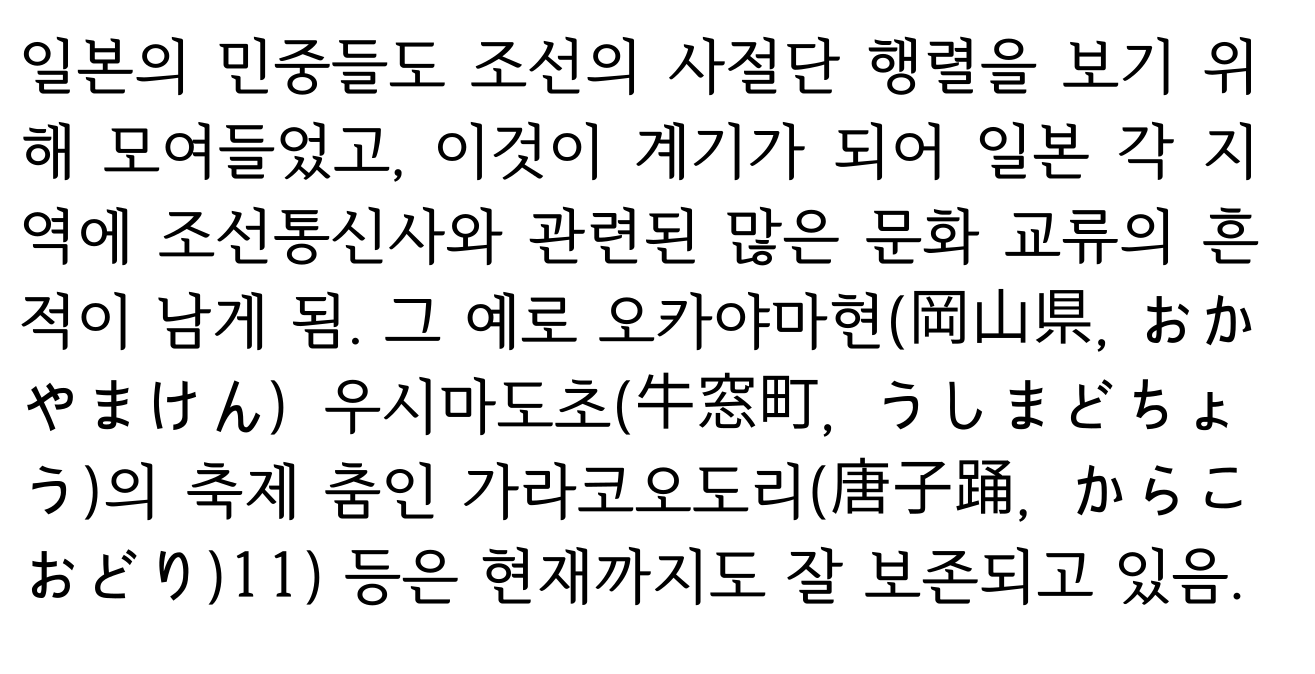 일본의 민중들도 조선의 사절단 행렬을 보기 위
해 모여들었고, 이것이 계기가 되어 일본 각 지
역에 조선통신사와 관련된 많은 문화 교류의 흔
적이 남게 됨. 그 예로 오카야마현(岡山県, おか
やまけん) 우시마도초(牛窓町, うしまどちょ
う)의 축제 춤인 가라코오도리(唐子踊, からこ
おどり)11) 등은 현재까지도 잘 보존되고 있음.